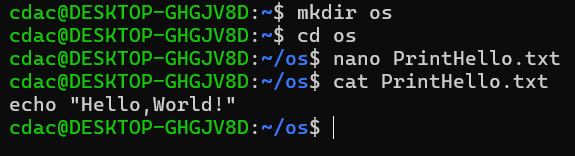 cdac@DESKTOP-GHGJV8D:~$ mkdir os
cdac@DESKTOP-GHGJV8D:~$ cd os
cdac@DESKTOP-GHGJV8D:~/os$ nano PrintHello.txt
cdac@DESKTOP-GHGJV8D:~/os$ cat PrintHello.txt
echo "Hello,World!"
cdac@DESKTOP-GHGJV8D:~/os$